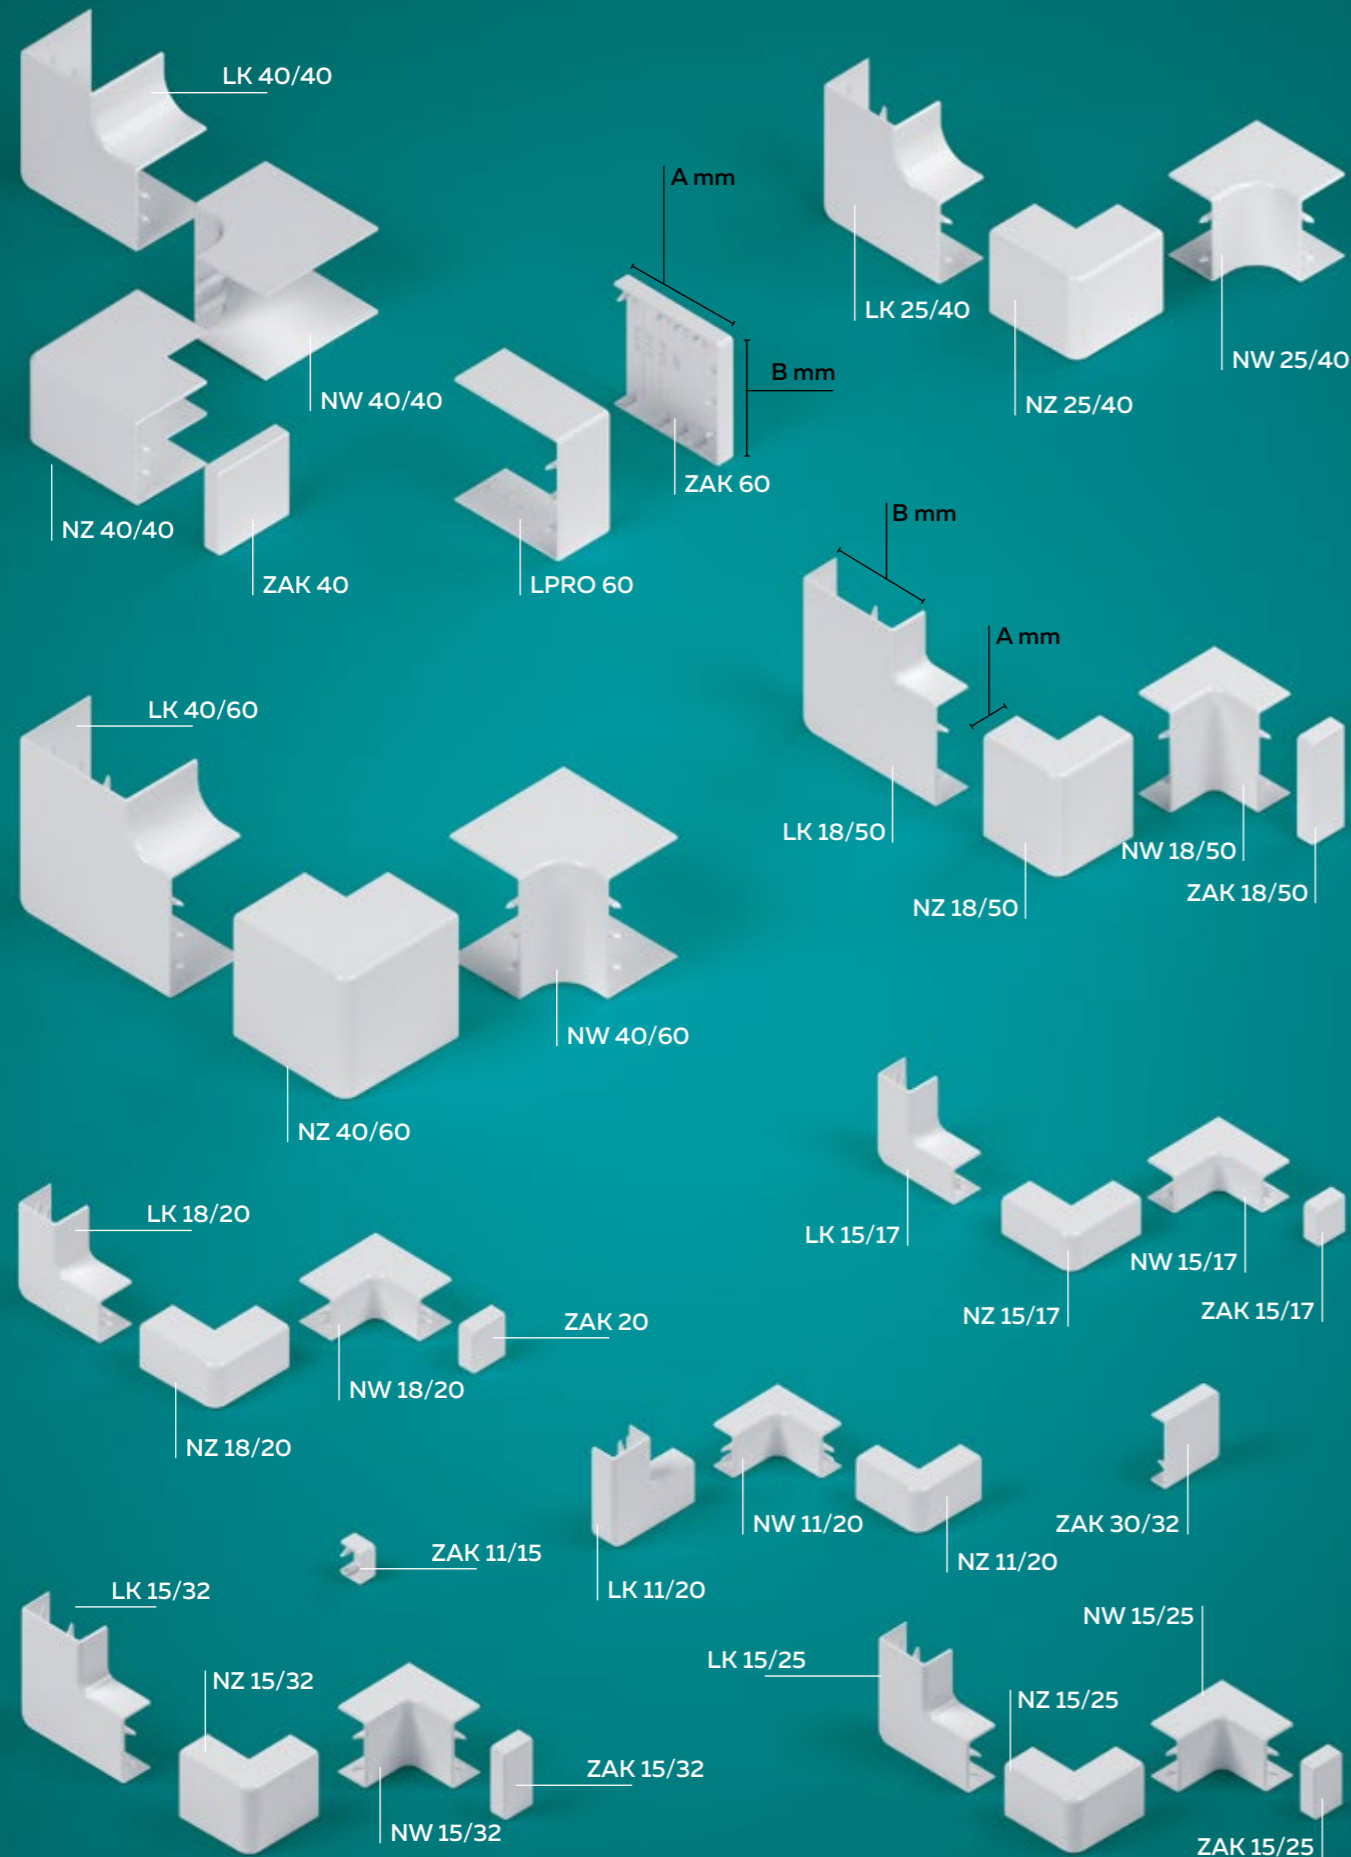 LK 40/40
A mm
LK 25/40
NW 25/40
B mm
NW 40/40
NZ 25/40
ZAK 60
NZ 40/40
ZAK 40
LPRO 60
B mm
A mm
LK 40/60
LK 18/50
NW 18/50
ZAK 18/50
NZ 18/50
NW 40/60
NZ 40/60
LK 18/20
LK 15/17
NW 15/17
NZ 15/17
ZAK 15/17
ZAK 20
NW 18/20
NZ 18/20
NW 11/20
ZAK 30/32
ZAK 11/15
NZ 11/20
LK 11/20
LK 15/32
NW 15/25
LK 15/25
NZ 15/32
NZ 15/25
ZAK 15/32
NW 15/32
ZAK 15/25